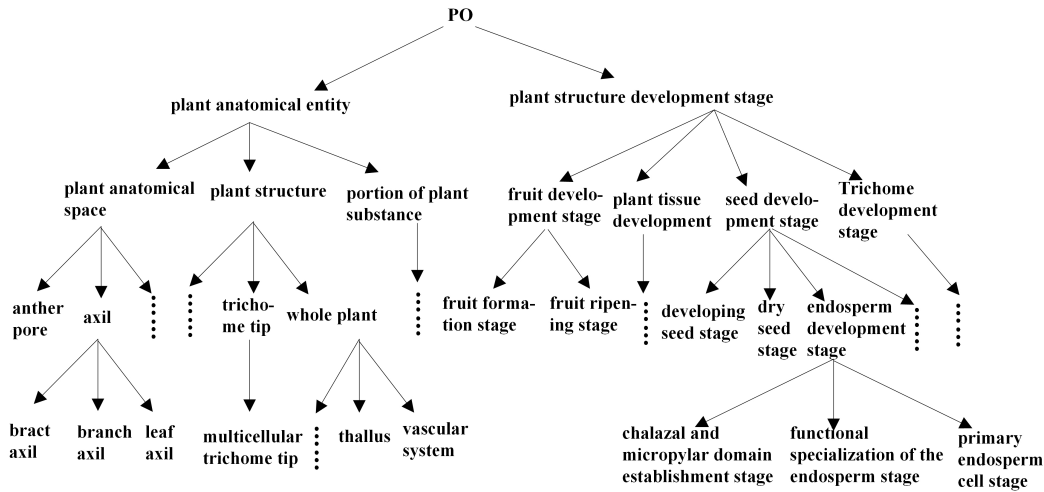 PO
plant anatomical entity
plant structure development stage
plant anatomical
space
plant structure
portion of plant
substance
fruit develo-
pment stage
plant tissue
development
seed develo-
pment stage
Trichome
development
stage
anther
pore
axil
tricho-
me tip
whole plant
fruit forma-
tion stage
fruit ripen-
ing stage
developing
seed stage
dry
seed
stage
endosperm
development
stage
bract
axil
branch
axil
leaf
axil
multicellular
trichome tip
thallus
vascular
system
chalazal and
micropylar domain
establishment stage
functional
specialization of the
endosperm stage
primary
endosperm
cell stage